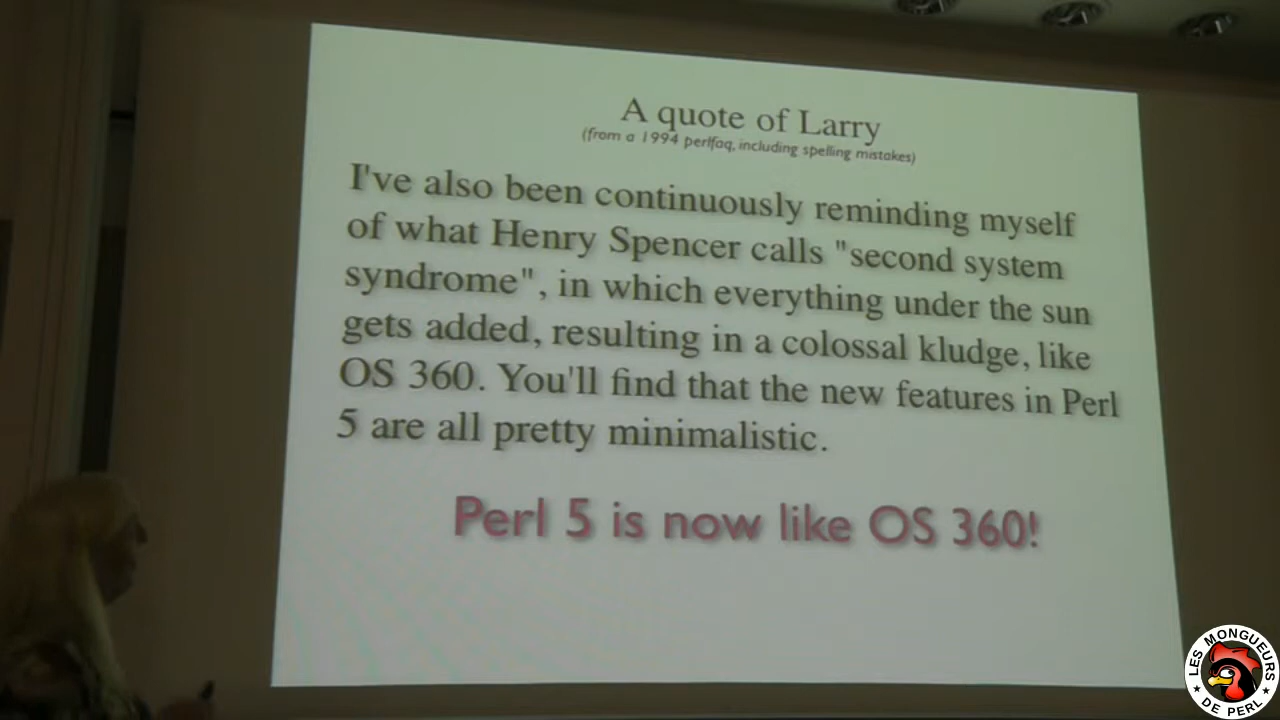 A quote of Larry
(from a 1994 perlfaq, including spelling mistakes)
I've also been continuously reminding myself
of what Henry Spencer calls "second system
syndrome", in which everything under the sun
gets added, resulting in a colossal kludge, like
OS 360. You'll find that the new features in Perl
5 are all pretty minimalistic.
Perl 5 is now like OS 360!
LES MONGUEURS
DE PERL